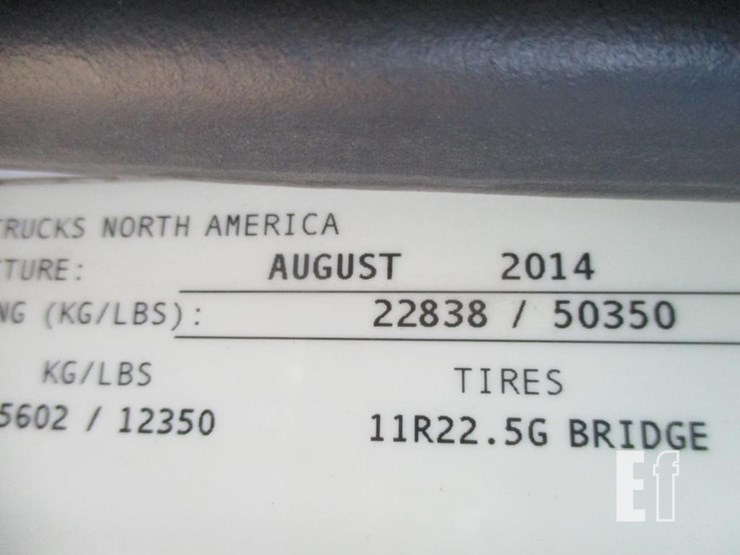 TRUCKS NORTH AMERICA
TURE: AUGUST 2014
NG (KG/LBS): 22838 / 50350
KG/LBS TIRES
5602 / 12350 11R22.5G BRIDGE
Ef